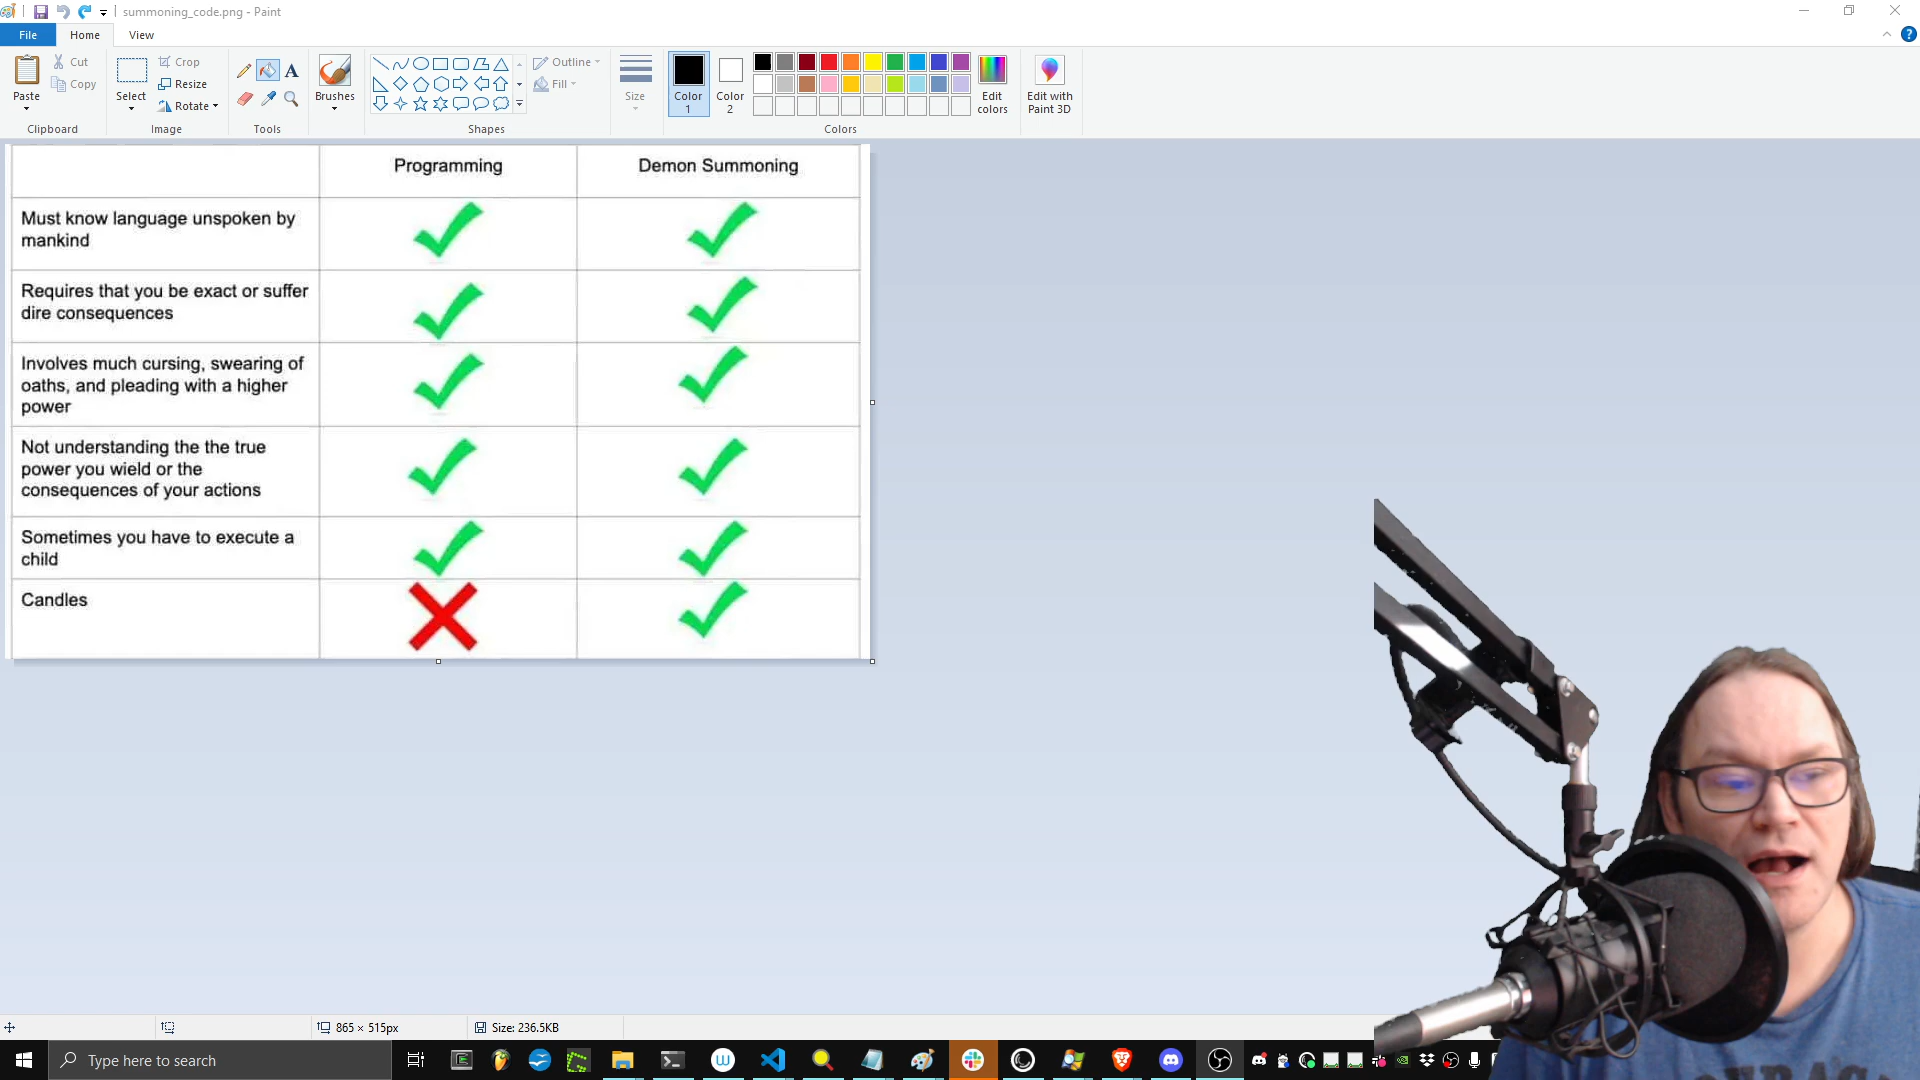 summoning_code.png - Paint
File Home View
Paste
Cut
Copy
Clipboard
Select
Crop
Resize
Rotate
Image
A
Tools
Brushes
Outline
Fill
Shapes
Size
Color
1
Color
2
Edit
colors
Colors
Edit with
Paint 3D
Programming Demon Summoning
Must know language unspoken by
mankind
Requires that you be exact or suffer
dire consequences
Involves much cursing, swearing of
oaths, and pleading with a higher
power
Not understanding the the true
power you wield or the
consequences of your actions
Sometimes you have to execute a
child
Candles
865 × 515px
Size: 236.5KB
Type here to search